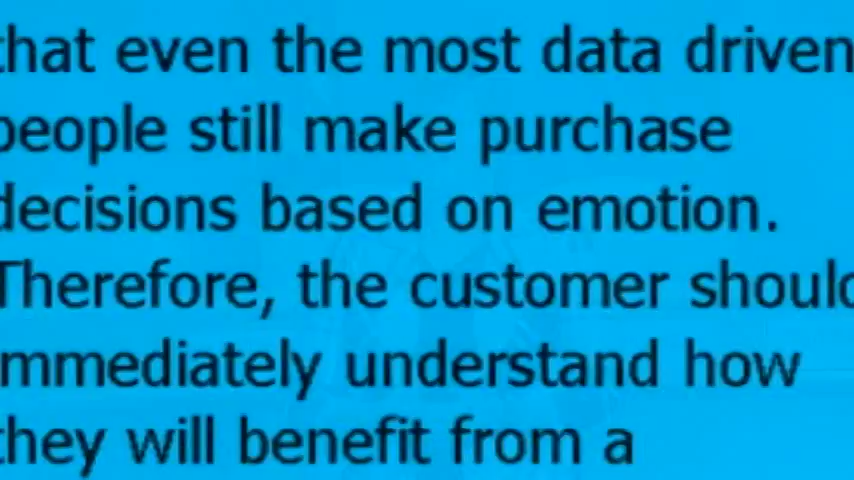 that even the most data driven
people still make purchase
decisions based on emotion.
Therefore, the customer should
immediately understand how
they will benefit from a